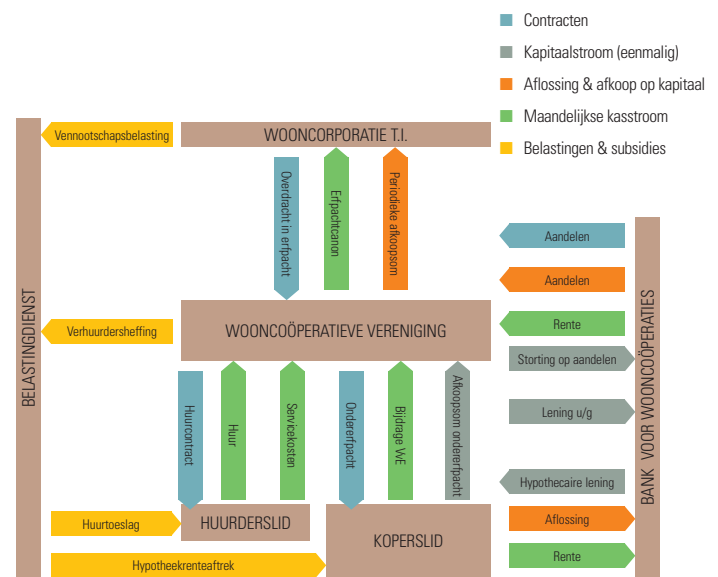 Contracten
Kapitaalstroom (eenmalig)
Aflossing & afkoop op kapitaal
Maandelijkse kasstroom
Belastingen & subsidies
Vennootschapsbelasting
WOONCORPORATIE T.I.
Overdracht in erfpacht
Erfpachtcanon
Periodieke afkoopsom
BELASTINGDIENST
Verhuurdersheffing
WOONCOÖPERATIEVE VERENIGING
Aandelen
Aandelen
Rente
Storting op aandelen
Lening u/g
Hypothecaire lening
Aflossing
Rente
BANK VOOR WOONCOÖPERATIES
Huurcontract
Huur
Servicekosten
Ondererfpacht
Bijdrage VvE
Afkoopsom ondererfpacht
Huurtoeslag
HUURDERSLID
KOPERSLID
Hypotheekrenteaftrek